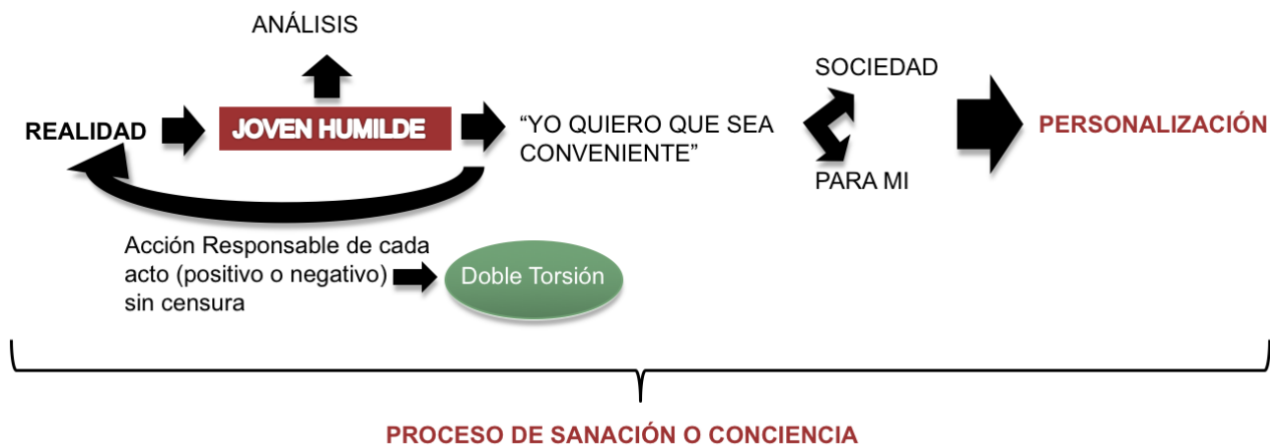 ANÁLISIS
SOCIEDAD
REALIDAD
JOVEN HUMILDE
“YO QUIERO QUE SEA
CONVENIENTE”
PERSONALIZACIÓN
PARA MI
Acción Responsable de cada
acto (positivo o negativo)
sin censura
Doble Torsión
PROCESO DE SANACIÓN O CONCIENCIA